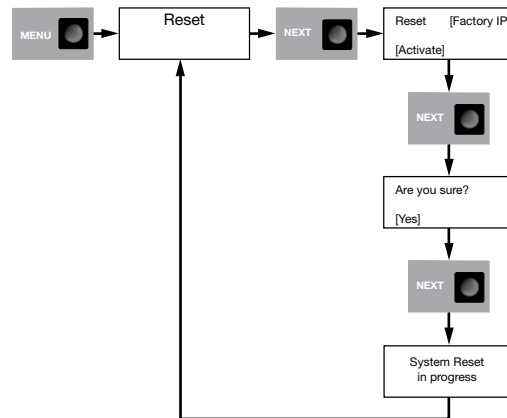 MENU
Reset
NEXT
Reset [Factory IP
[Activate]
NEXT
Are you sure?
[Yes]
NEXT
System Reset
in progress